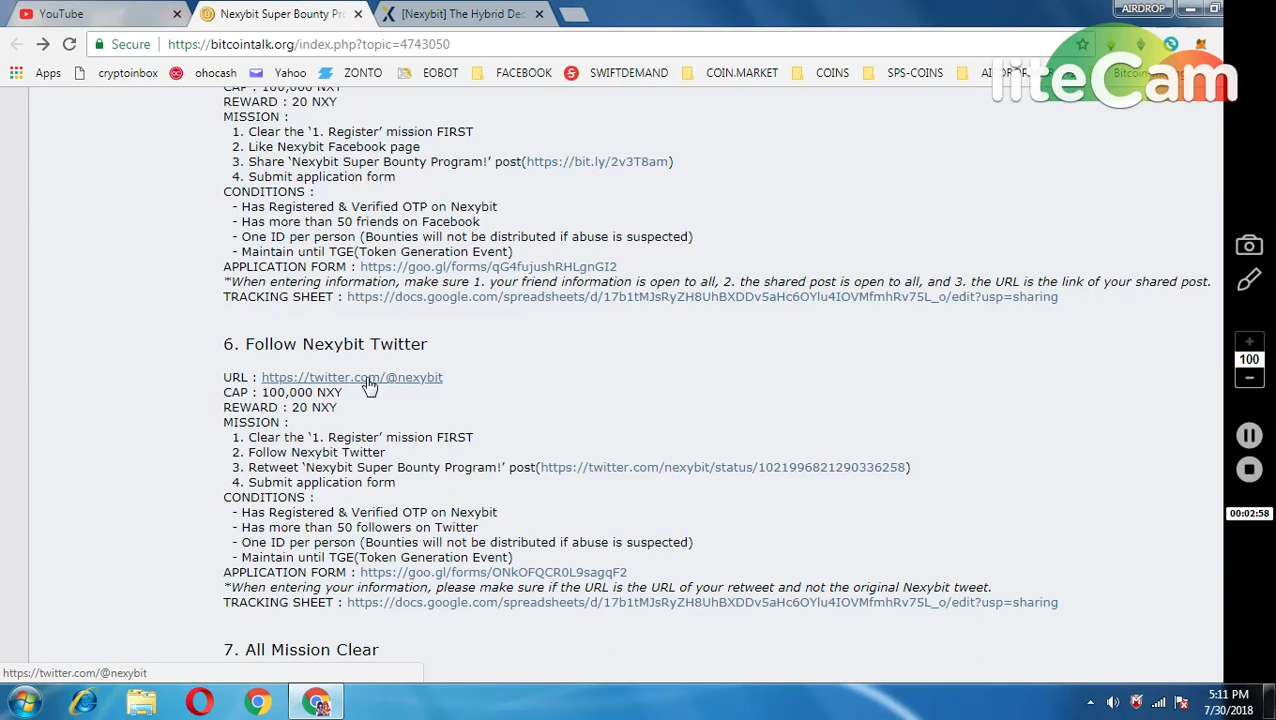 YouTube
Nexybit Super Bounty Pr
[Nexybit] The Hybrid Dec
AIRDROP
Secure
https://bitcointalk.org/index.php?topic=4743050
Apps
cryptoinbox
ohocash
Yahoo
EOBOT
FACEBOOK
SWIFTDEMAND
COIN.MARKET
COINS
SPS-COINS
liteCam
CAP : 100,000 NXY
REWARD : 20 NXY
MISSION :
1. Clear the ‘1. Register’ mission FIRST
2. Like Nexybit Facebook page
3. Share ‘Nexybit Super Bounty Program!’ post(https://bit.ly/2v3T8am)
4. Submit application form
CONDITIONS :
- Has Registered & Verified OTP on Nexybit
- Has more than 50 friends on Facebook
- One ID per person (Bounties will not be distributed if abuse is suspected)
- Maintain until TGE(Token Generation Event)
APPLICATION FORM : https://goo.gl/forms/qG4fujushRHLgnGI2
*When entering information, make sure 1. your friend information is open to all, 2. the shared post is open to all, and 3. the URL is the link of your shared post.
TRACKING SHEET : https://docs.google.com/spreadsheets/d/17b1tMJsRyZH8UhBXDDv5aHc6OYlu4IOVMfmhRv75L_o/edit?usp=sharing
6. Follow Nexybit Twitter
URL : https://twitter.com/@nexybit
CAP : 100,000 NXY
REWARD : 20 NXY
MISSION :
1. Clear the ‘1. Register’ mission FIRST
2. Follow Nexybit Twitter
3. Retweet ‘Nexybit Super Bounty Program!’ post(https://twitter.com/nexybit/status/1021996821290336258)
4. Submit application form
CONDITIONS :
- Has Registered & Verified OTP on Nexybit
- Has more than 50 followers on Twitter
- One ID per person (Bounties will not be distributed if abuse is suspected)
- Maintain until TGE(Token Generation Event)
APPLICATION FORM : https://goo.gl/forms/ONkOFQCR0L9sagqF2
*When entering your information, please make sure if the URL is the URL of your retweet and not the original Nexybit tweet.
TRACKING SHEET : https://docs.google.com/spreadsheets/d/17b1tMJsRyZH8UhBXDDv5aHc6OYlu4IOVMfmhRv75L_o/edit?usp=sharing
7. All Mission Clear
https://twitter.com/@nexybit
100
00:02:58
5:11 PM
7/30/2018